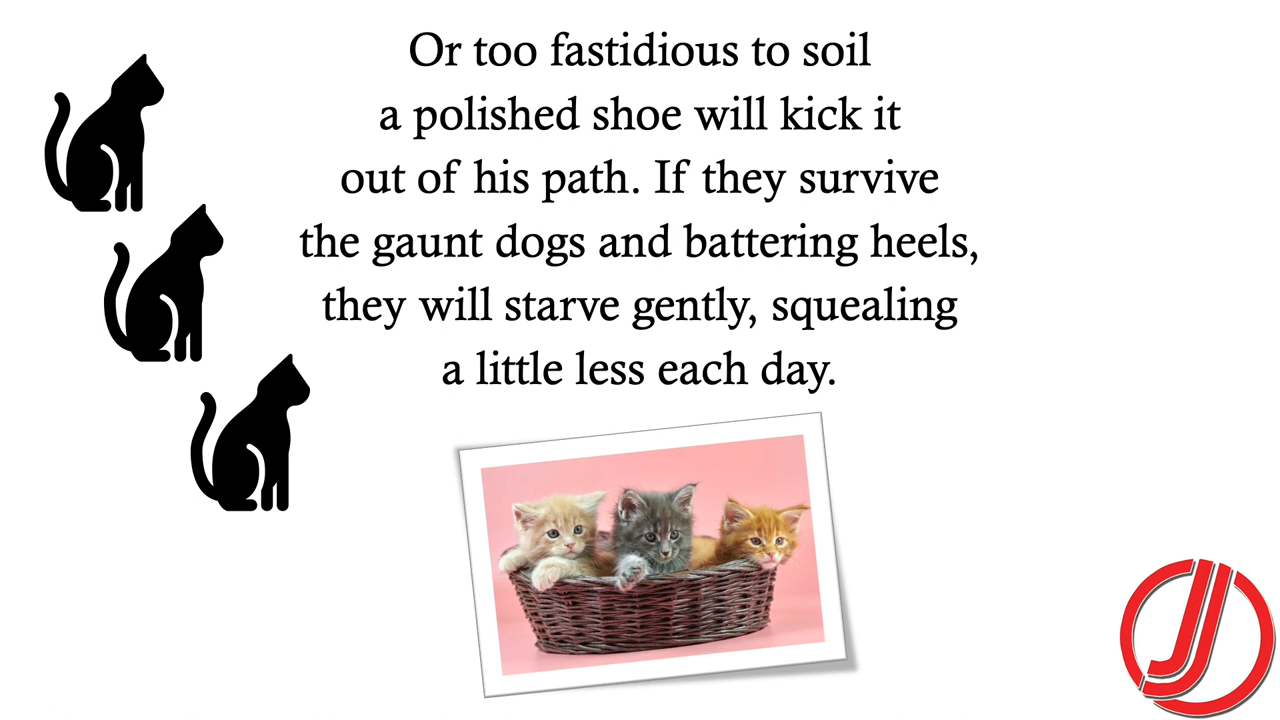 Or too fastidious to soil
a polished shoe will kick it
out of his path. If they survive
the gaunt dogs and battering heels,
they will starve gently, squealing
a little less each day.